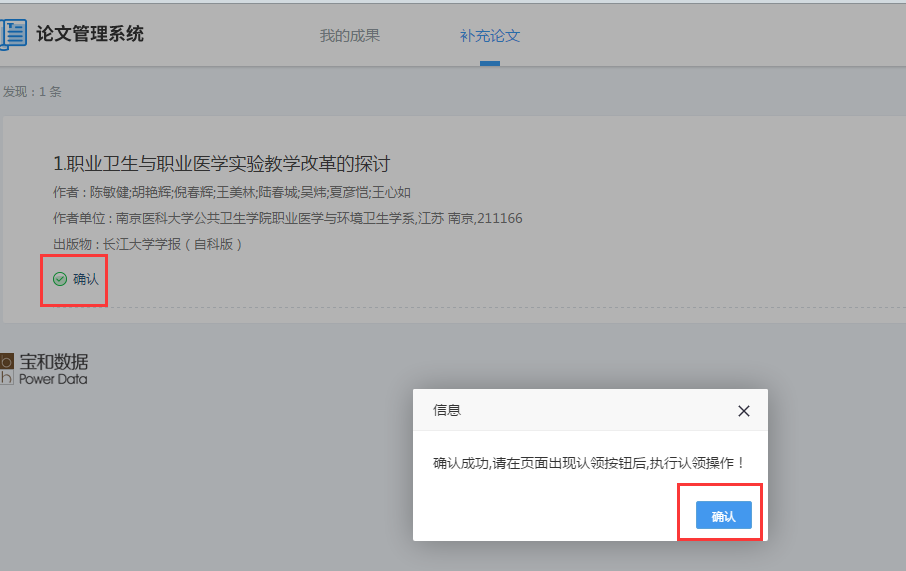 论文管理系统
我的成果
补充论文
发现：1 条
1.职业卫生与职业医学实验教学改革的探讨
作者 : 陈敏健;胡艳辉;倪春辉;王美林;陆春城;吴炜;夏彦恺;王心如
作者单位 : 南京医科大学公共卫生学院职业医学与环境卫生学系,江苏 南京,211166
出版物 : 长江大学学报（自科版）
确认
宝和数据
Power Data
信息
确认成功,请在页面出现认领按钮后,执行认领操作！
确认